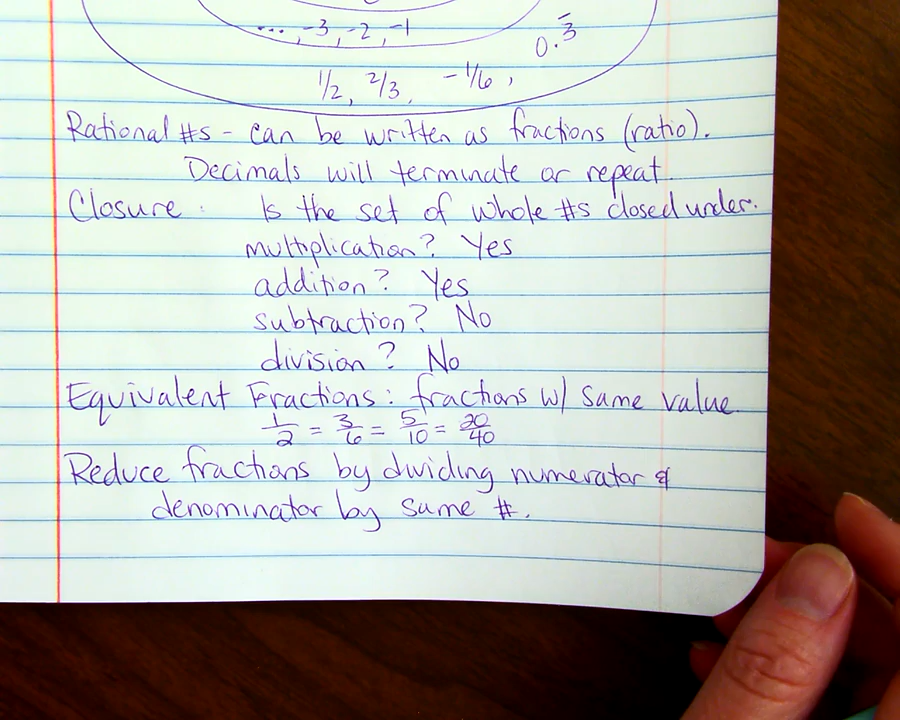 ..., -3, -2, -1
0.3̅
1/2, 2/3, -1/6,
Rational #s - can be written as fractions (ratio).
Decimals will terminate or repeat.
Closure: Is the set of whole #s closed under:
multiplication? Yes
addition? Yes
subtraction? No
division? No
Equivalent Fractions: fractions w/ same value.
1/2 = 3/6 = 5/10 = 20/40
Reduce fractions by dividing numerator &
denominator by same #.